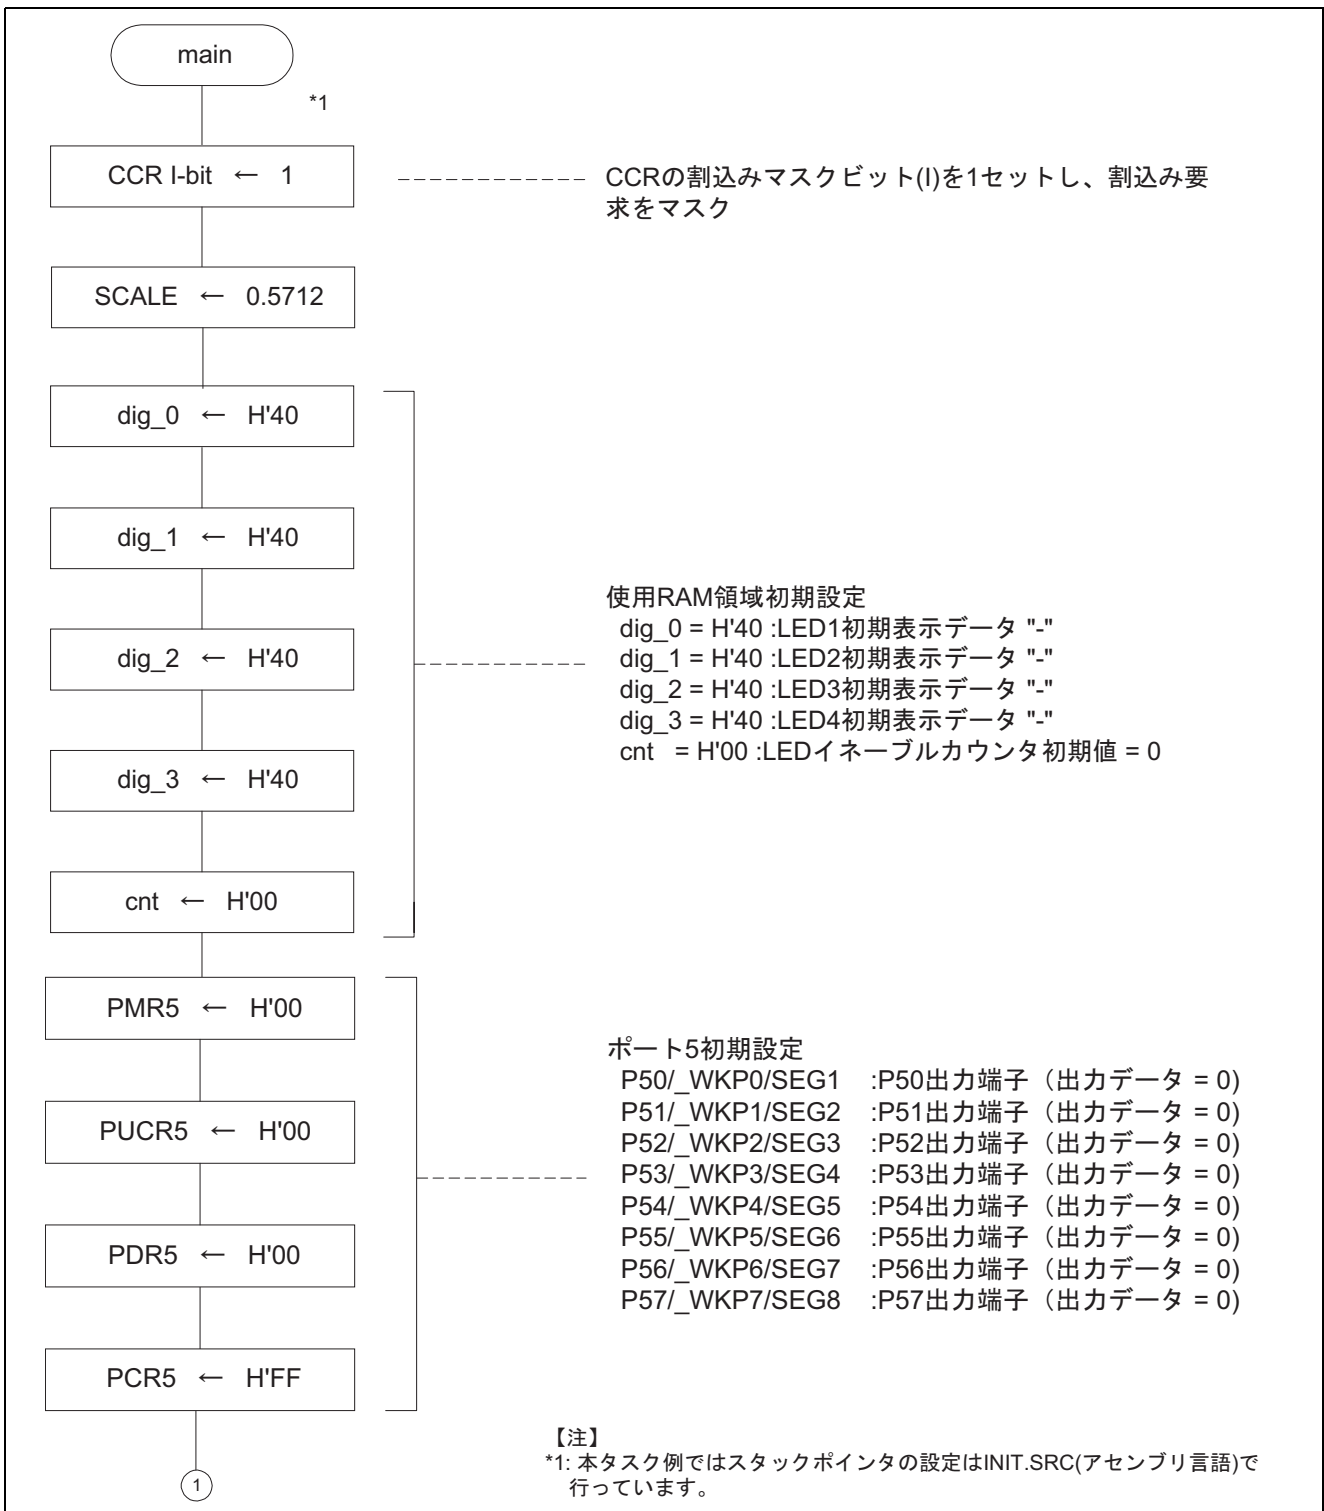 main
*1
CCR I-bit ← 1
CCRの割込みマスクビット(I)を1セットし、割込み要
求をマスク
SCALE ← 0.5712
dig_0 ← H'40
dig_1 ← H'40
dig_2 ← H'40
dig_3 ← H'40
cnt ← H'00
使用RAM領域初期設定
dig_0 = H'40 :LED1初期表示データ "-"
dig_1 = H'40 :LED2初期表示データ "-"
dig_2 = H'40 :LED3初期表示データ "-"
dig_3 = H'40 :LED4初期表示データ "-"
cnt = H'00 :LEDイネーブルカウンタ初期値 = 0
PMR5 ← H'00
PUCR5 ← H'00
PDR5 ← H'00
PCR5 ← H'FF
ポート5初期設定
P50/_WKP0/SEG1 :P50出力端子（出力データ = 0)
P51/_WKP1/SEG2 :P51出力端子（出力データ = 0)
P52/_WKP2/SEG3 :P52出力端子（出力データ = 0)
P53/_WKP3/SEG4 :P53出力端子（出力データ = 0)
P54/_WKP4/SEG5 :P54出力端子（出力データ = 0)
P55/_WKP5/SEG6 :P55出力端子（出力データ = 0)
P56/_WKP6/SEG7 :P56出力端子（出力データ = 0)
P57/_WKP7/SEG8 :P57出力端子（出力データ = 0)
1
【注】
*1: 本タスク例ではスタックポインタの設定はINIT.SRC(アセンブリ言語)で
行っています。